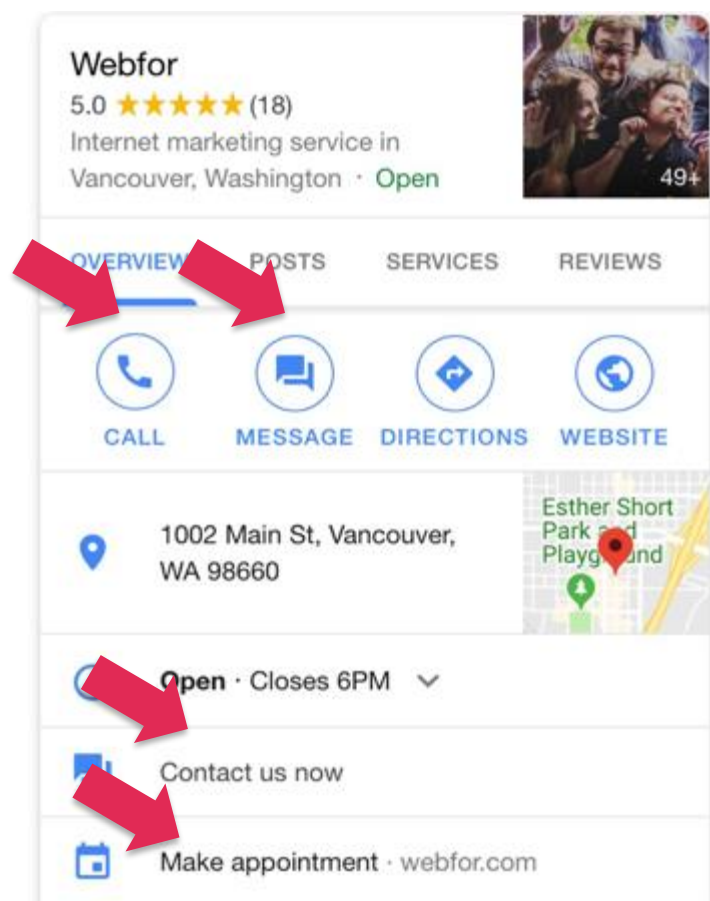 Webfor
5.0 ★★★★★ (18)
Internet marketing service in
Vancouver, Washington · Open
49+
OVERVIEW POSTS SERVICES REVIEWS
CALL MESSAGE DIRECTIONS WEBSITE
1002 Main St, Vancouver,
WA 98660
Esther Short
Park and
Playground
Open · Closes 6PM
Contact us now
Make appointment · webfor.com